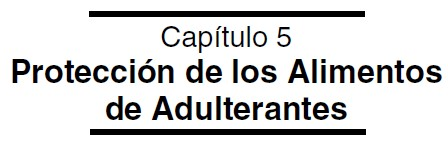 Capítulo 5
Protección de los Alimentos
de Adulterantes